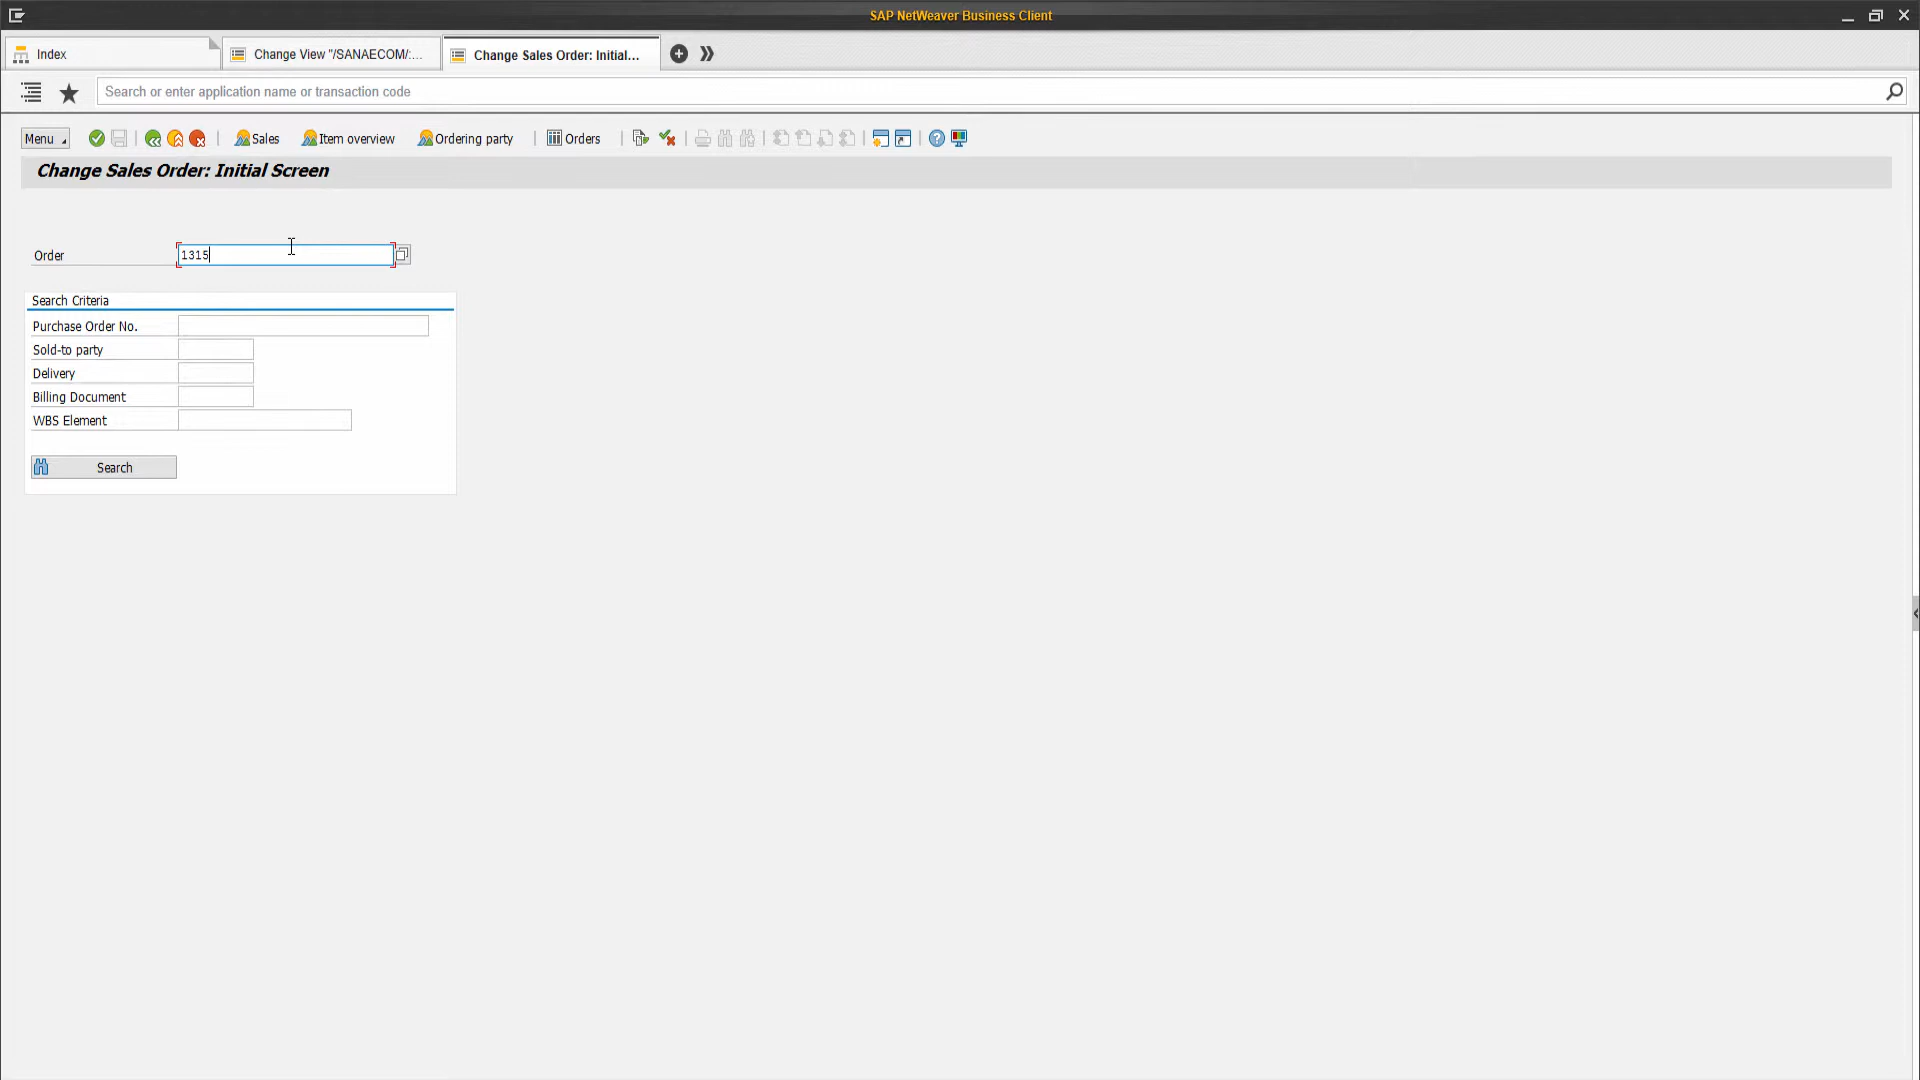 SAP NetWeaver Business Client
Index
Change View "/SANAECOM/:...
Change Sales Order: Initial...
Search or enter application name or transaction code
Menu
Sales
Item overview
Ordering party
Orders
Change Sales Order: Initial Screen
Order
1315
Search Criteria
Purchase Order No.
Sold-to party
Delivery
Billing Document
WBS Element
Search